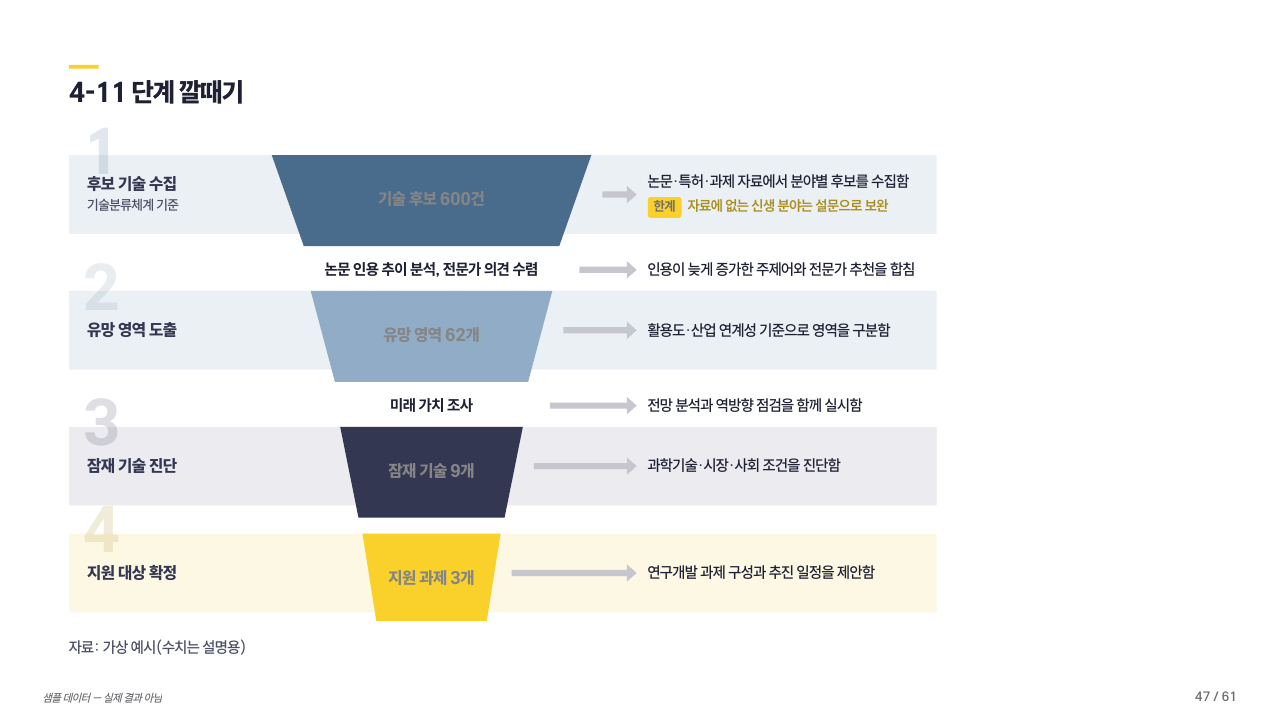 4-11 단계 깔때기
1
후보 기술 수집
기술분류체계 기준
기술 후보 600건
논문·특허·과제 자료에서 분야별 후보를 수집함
한계 자료에 없는 신생 분야는 설문으로 보완
논문 인용 추이 분석, 전문가 의견 수렴
인용이 늦게 증가한 주제어와 전문가 추천을 합침
2
유망 영역 도출
유망 영역 62개
활용도·산업 연계성 기준으로 영역을 구분함
미래 가치 조사
전망 분석과 역방향 점검을 함께 실시함
3
잠재 기술 진단
잠재 기술 9개
과학기술·시장·사회 조건을 진단함
4
지원 대상 확정
지원 과제 3개
연구개발 과제 구성과 추진 일정을 제안함
자료: 가상 예시(수치는 설명용)
샘플 데이터 — 실제 결과 아님
47 / 61